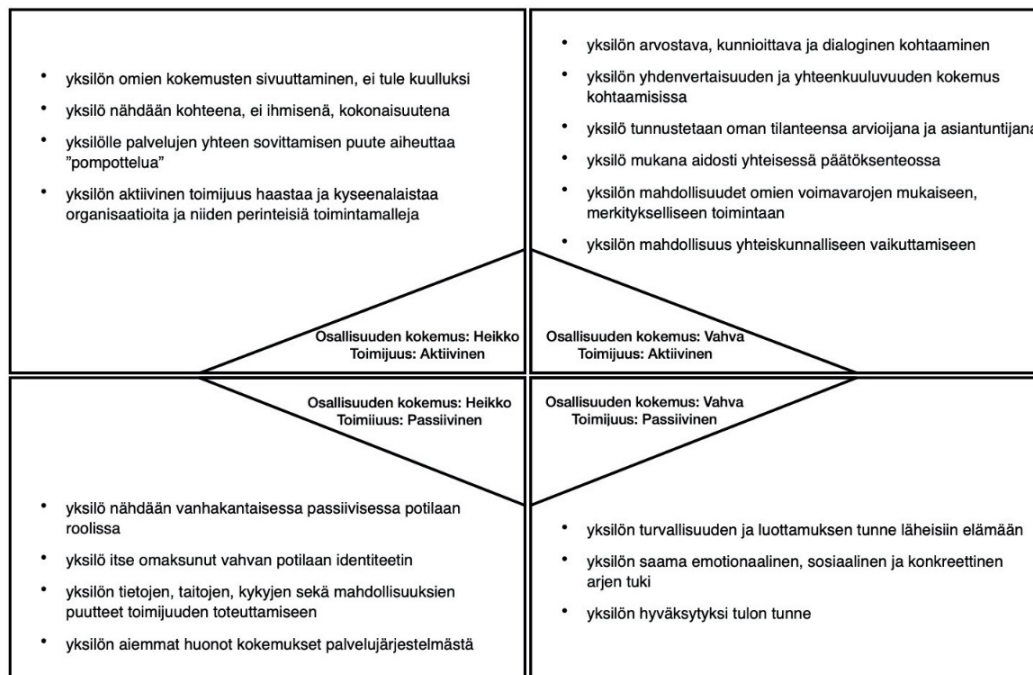 • yksilön omien kokemusten sivuuttaminen, ei tule kuulluksi
• yksilö nähdään kohteena, ei ihmisenä, kokonaisuutena
• yksilölle palvelujen yhteen sovittamisen puute aiheuttaa
”pompottelua”
• yksilön aktiivinen toimijuus haastaa ja kyseenalaistaa
organisaatioita ja niiden perinteisiä toimintamalleja
Osallisuuden kokemus: Heikko
Toimijuus: Aktiivinen
• yksilön arvostava, kunnioittava ja dialoginen kohtaaminen
• yksilön yhdenvertaisuuden ja yhteenkuuluvuuden kokemus
kohtaamisissa
• yksilö tunnustetaan oman tilanteensa arvioijana ja asiantuntijana
• yksilö mukana aidosti yhteisessä päätöksenteossa
• yksilön mahdollisuudet omien voimavarojen mukaiseen,
merkitykselliseen toimintaan
• yksilön mahdollisuus yhteiskunnalliseen vaikuttamiseen
Osallisuuden kokemus: Vahva
Toimijuus: Aktiivinen
Osallisuuden kokemus: Heikko
Toimijuus: Passiivinen
• yksilö nähdään vanhakantaisessa passiivisessa potilaan
roolissa
• yksilö itse omaksunut vahvan potilaan identiteetin
• yksilön tietojen, taitojen, kykyjen sekä mahdollisuuksien
puutteet toimijuuden toteuttamiseen
• yksilön aiemmat huonot kokemukset palvelujärjestelmästä
Osallisuuden kokemus: Vahva
Toimijuus: Passiivinen
• yksilön turvallisuuden ja luottamuksen tunne läheisiin elämään
• yksilön saama emotionaalinen, sosiaalinen ja konkreettinen
arjen tuki
• yksilön hyväksytyksi tulon tunne